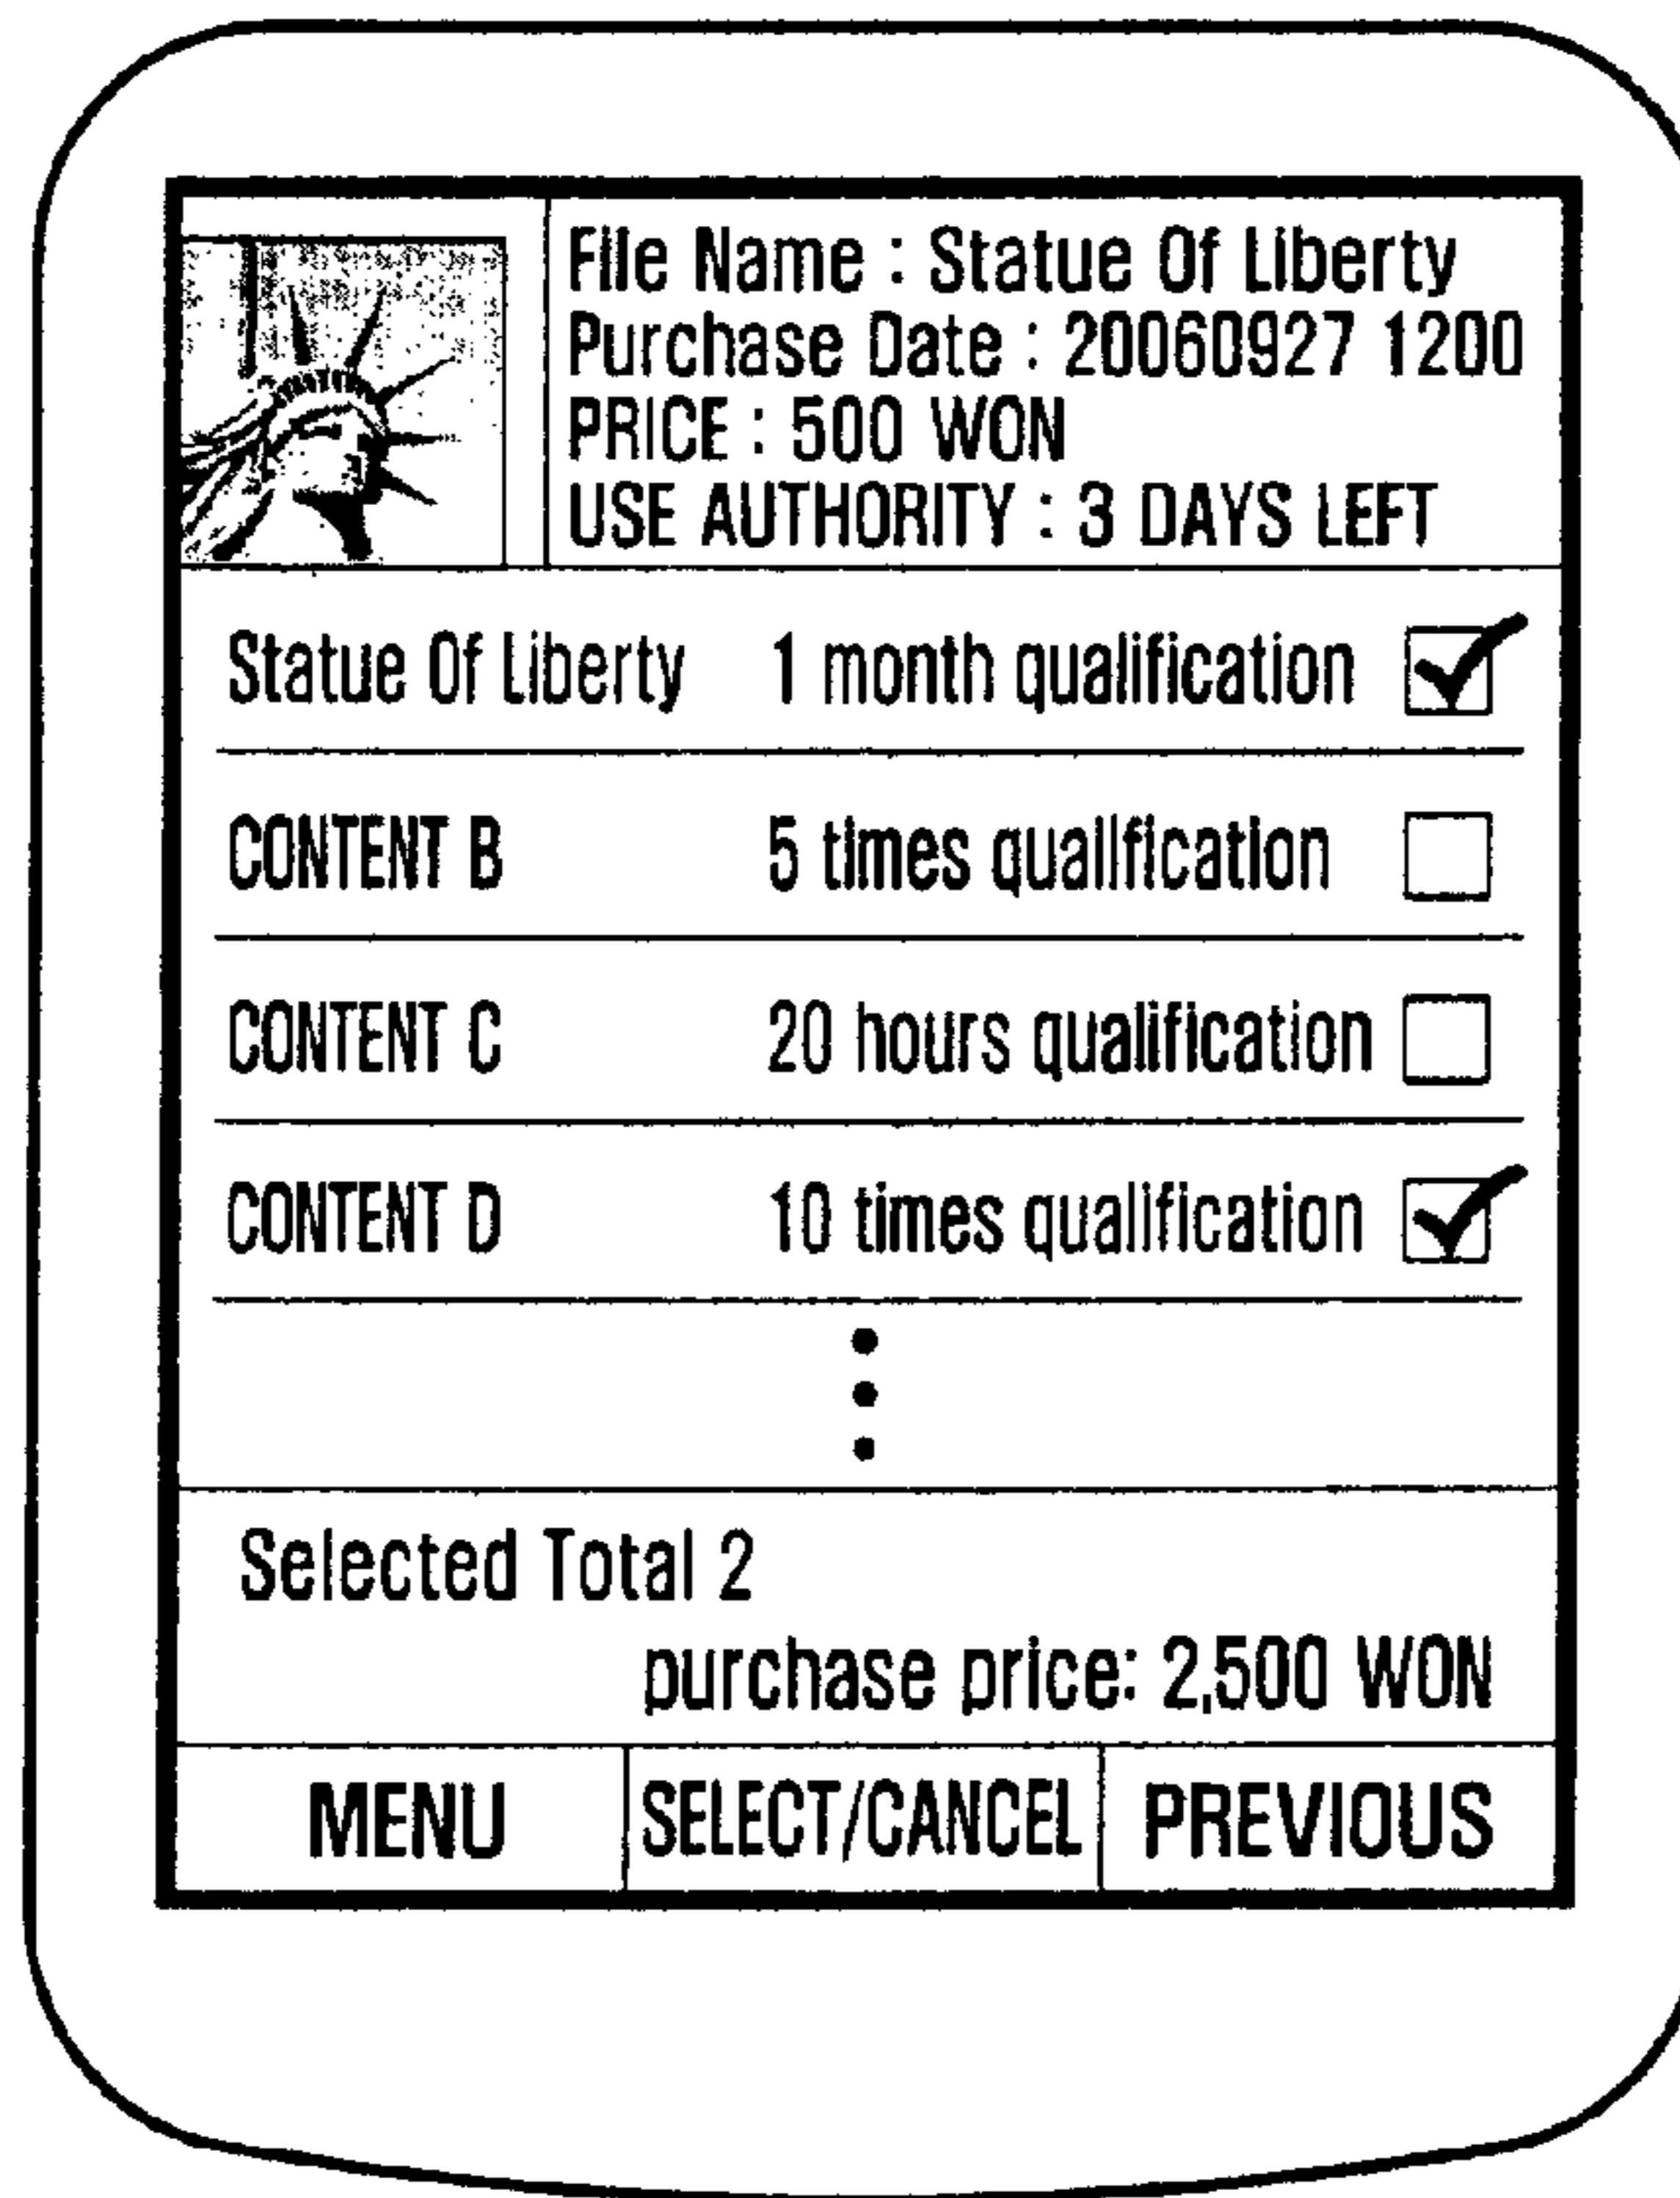 File Name : Statue Of Liberty
Purchase Date : 20060927 1200
PRICE : 500 WON
USE AUTHORITY : 3 DAYS LEFT
Statue Of Liberty 1 month qualification
CONTENT B 5 times qualification
CONTENT C 20 hours qualification
CONTENT D 10 times qualification
Selected Total 2
purchase price: 2,500 WON
MENU SELECT/CANCEL PREVIOUS